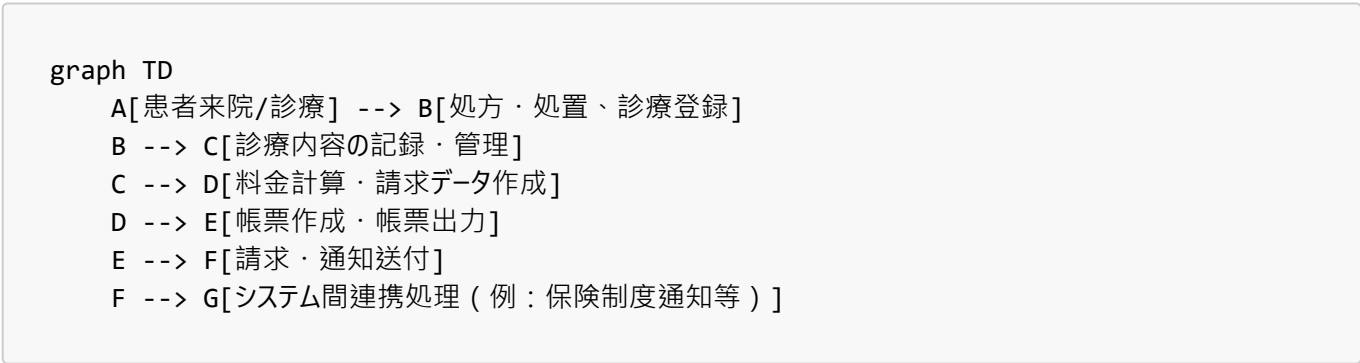 graph TD
A[患者来院/診療] --> B[処方・処置、診療登録]
B --> C[診療内容の記録・管理]
C --> D[料金計算・請求データ作成]
D --> E[帳票作成・帳票出力]
E --> F[請求・通知送付]
F --> G[システム間連携処理(例:保険制度通知等)]